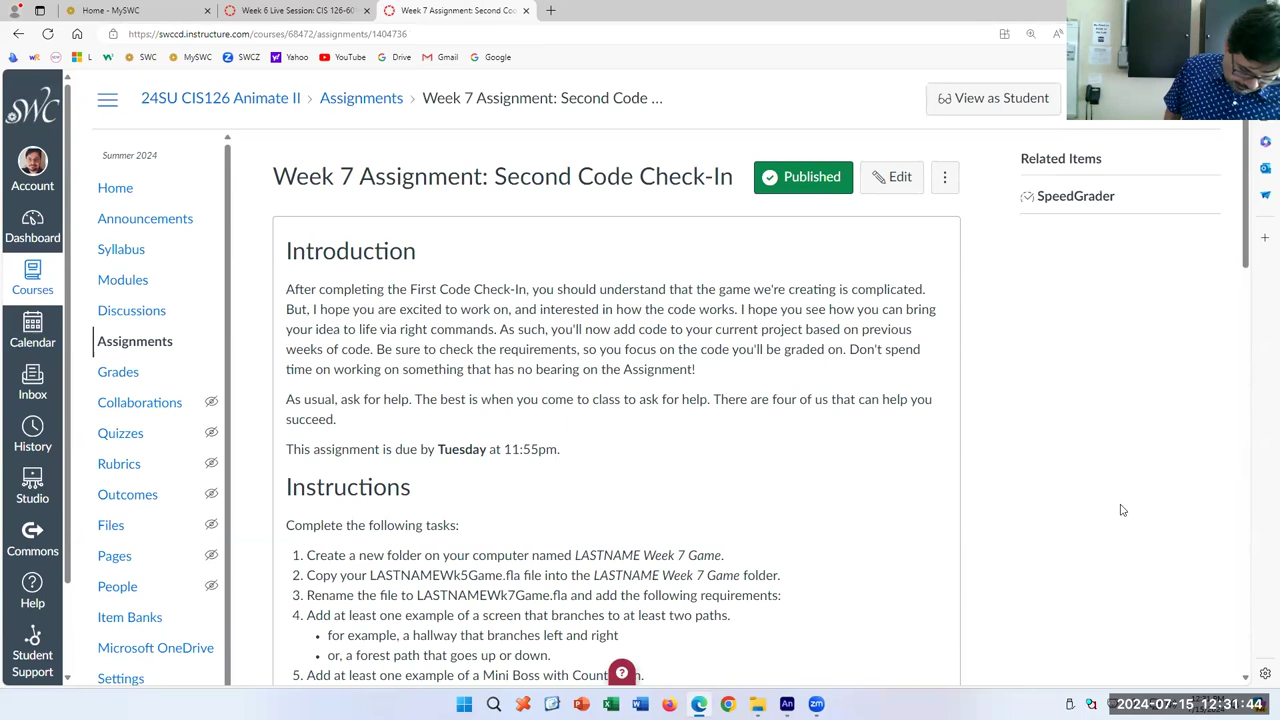 Home - MySWC
Week 6 Live Session: CIS 126-60
Week 7 Assignment: Second Cod
https://swccd.instructure.com/courses/68472/assignments/1404736
L
SWC
MySWC
SWCZ
Yahoo
YouTube
Drive
Gmail
Google
SWC
Account
Dashboard
Courses
Calendar
Inbox
History
Studio
Commons
Help
Student
Support
24SU CIS126 Animate II › Assignments › Week 7 Assignment: Second Code ...
View as Student
Summer 2024
Home
Announcements
Syllabus
Modules
Discussions
Assignments
Grades
Collaborations
Quizzes
Rubrics
Outcomes
Files
Pages
People
Item Banks
Microsoft OneDrive
Settings
Week 7 Assignment: Second Code Check-In
Published
Edit
Related Items
SpeedGrader
Introduction
After completing the First Code Check-In, you should understand that the game we're creating is complicated.
But, I hope you are excited to work on, and interested in how the code works. I hope you see how you can bring
your idea to life via right commands. As such, you'll now add code to your current project based on previous
weeks of code. Be sure to check the requirements, so you focus on the code you'll be graded on. Don't spend
time on working on something that has no bearing on the Assignment!
As usual, ask for help. The best is when you come to class to ask for help. There are four of us that can help you
succeed.
This assignment is due by Tuesday at 11:55pm.
Instructions
Complete the following tasks:
1. Create a new folder on your computer named LASTNAME Week 7 Game.
2. Copy your LASTNAMEWk5Game.fla file into the LASTNAME Week 7 Game folder.
3. Rename the file to LASTNAMEWk7Game.fla and add the following requirements:
4. Add at least one example of a screen that branches to at least two paths.
• for example, a hallway that branches left and right
• or, a forest path that goes up or down.
5. Add at least one example of a Mini Boss with Count
2024-07-15 12:31:44